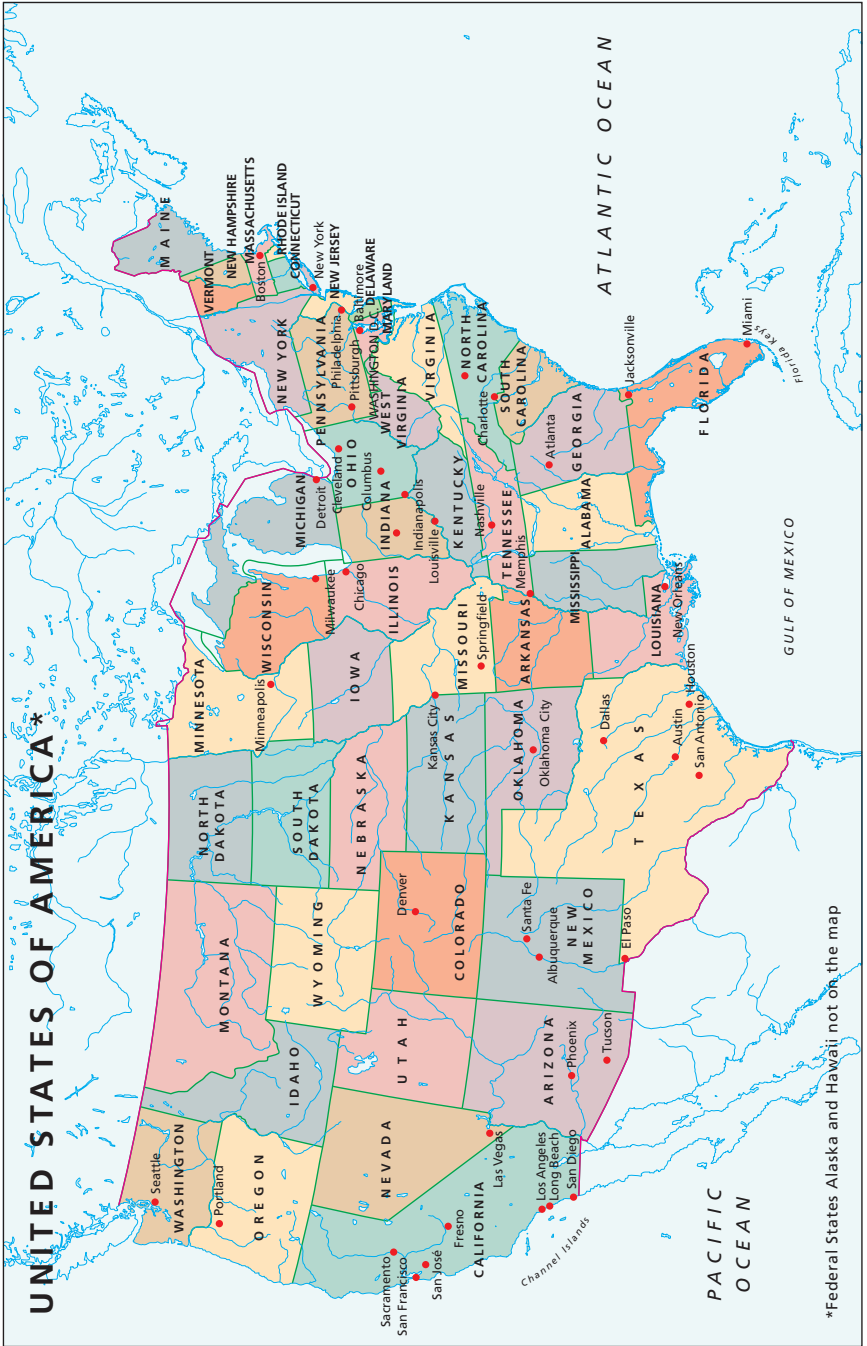 UNITED STATES OF AMERICA*
Seattle
WASHINGTON
Portland
OREGON
IDAHO
MONTANA
WYOMING
NORTH
DAKOTA
SOUTH
DAKOTA
NEBRASKA
MINNESOTA
Minneapolis
WISCONSIN
Milwaukee
MICHIGAN
Detroit
IOWA
Chicago
ILLINOIS
INDIANA
Indianapolis
OHIO
Cleveland
Columbus
PENNSYLVANIA
Philadelphia
Pittsburgh
NEW YORK
VERMONT
MAINE
NEW HAMPSHIRE
MASSACHUSETTS
Boston
RHODE ISLAND
CONNECTICUT
New York
NEW JERSEY
Baltimore
DELAWARE
WASHINGTON D.C.
MARYLAND
WEST
VIRGINIA
VIRGINIA
Sacramento
San Francisco
San José
Fresno
CALIFORNIA
NEVADA
Las Vegas
UTAH
Denver
COLORADO
KANSAS
Kansas City
MISSOURI
Springfield
Louisville
KENTUCKY
Nashville
TENNESSEE
Memphis
NORTH
CAROLINA
Charlotte
SOUTH
CAROLINA
Los Angeles
Long Beach
San Diego
Channel Islands
ARIZONA
Phoenix
Tucson
Santa Fe
Albuquerque
NEW
MEXICO
El Paso
OKLAHOMA
Oklahoma City
ARKANSAS
MISSISSIPPI
ALABAMA
Atlanta
GEORGIA
Dallas
TEXAS
Austin
San Antonio
Houston
LOUISIANA
New Orleans
Jacksonville
FLORIDA
Miami
Florida Keys
ATLANTIC OCEAN
GULF OF MEXICO
PACIFIC
OCEAN
*Federal States Alaska and Hawaii not on the map